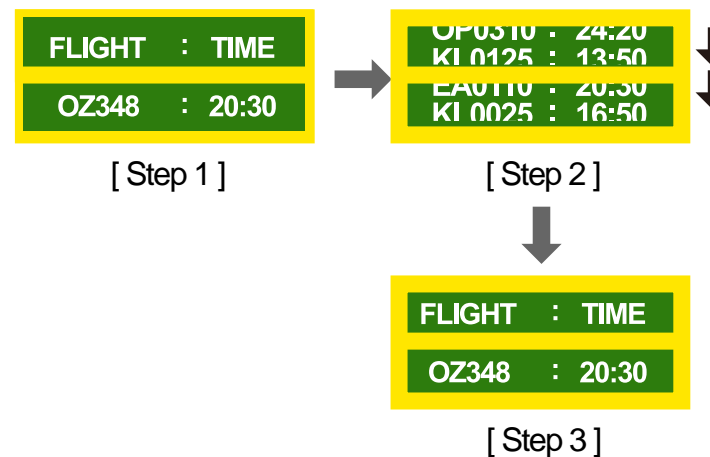 FLIGHT : TIME
OZ348 : 20:30
[ Step 1 ]
OP0310 : 24:20
KL0125 : 13:50
EA0110 : 20:30
KL0025 : 16:50
[ Step 2 ]
FLIGHT : TIME
OZ348 : 20:30
[ Step 3 ]